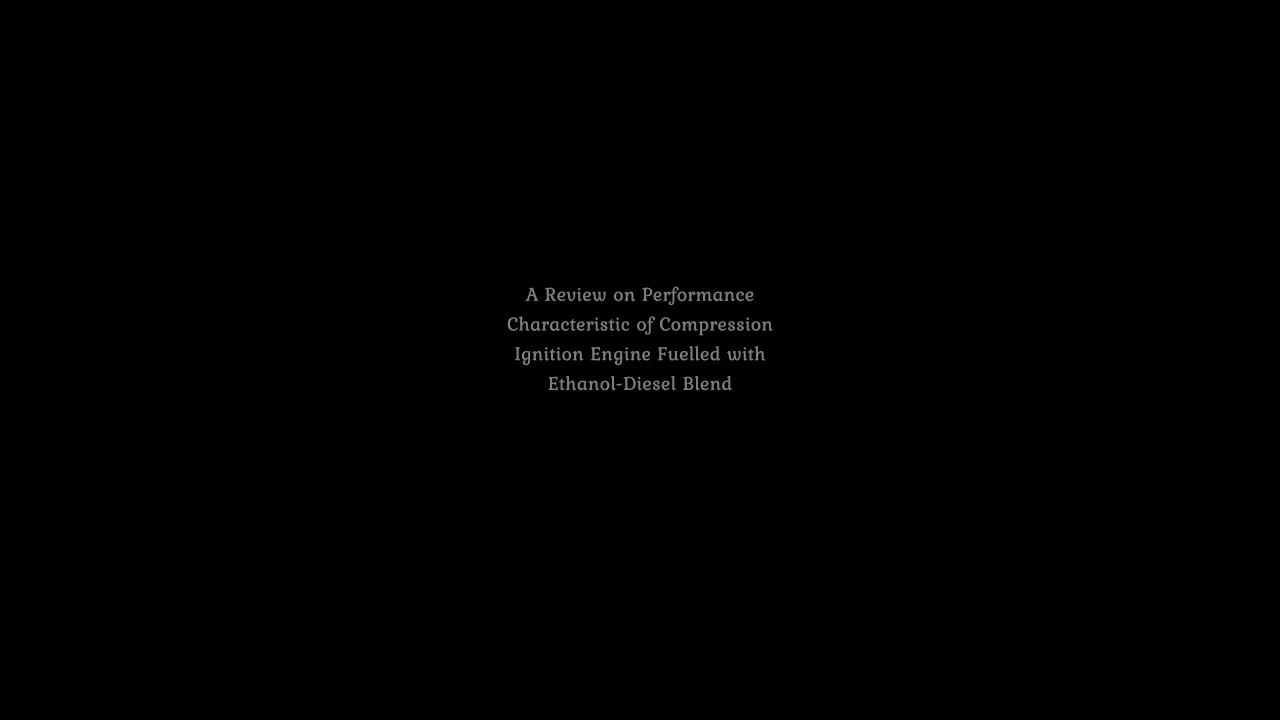 A Review on Performance
Characteristic of Compression
Ignition Engine Fuelled with
Ethanol-Diesel Blend